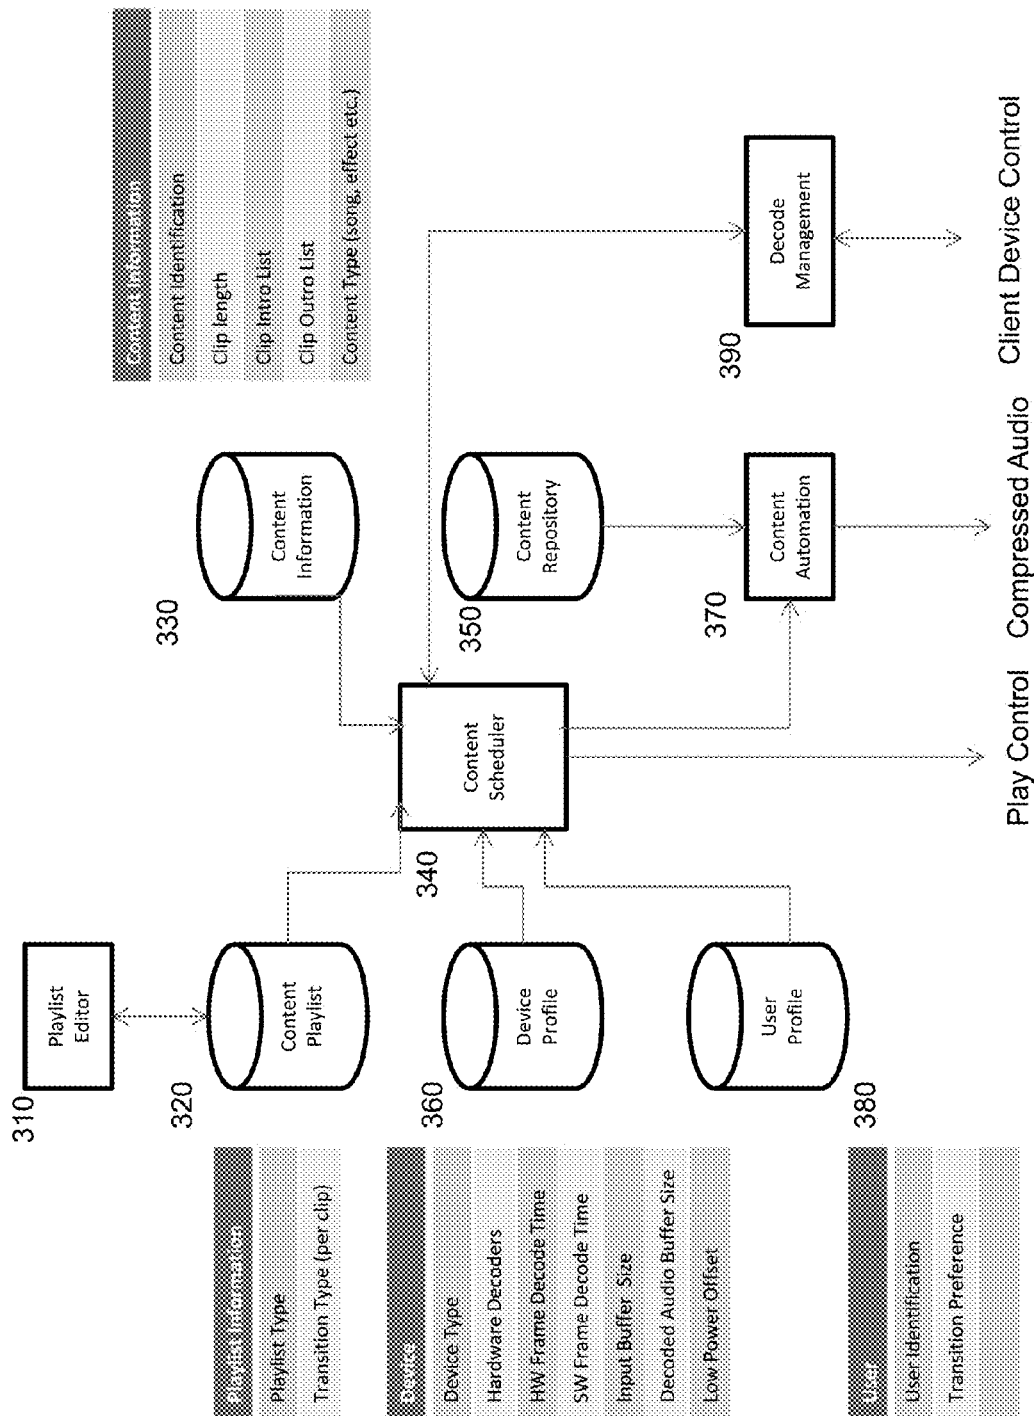 310
Playlist
Editor
Playlist Information
Playlist Type
Transition Type (per clip)
320
Content
Playlist
Device
Device Type
Hardware Decoders
HW Frame Decode Time
SW Frame Decode Time
Input Buffer Size
Decoded Audio Buffer Size
Low Power Offset
360
Device
Profile
User
User Identification
Transition Preference
380
User
Profile
340
Content
Scheduler
330
Content
Information
Content Information
Content Identification
Clip length
Clip Intro List
Clip Outro List
Content Type (song, effect etc.)
350
Content
Repository
370
Content
Automation
390
Decode
Management
Play Control
Compressed Audio
Client Device Control